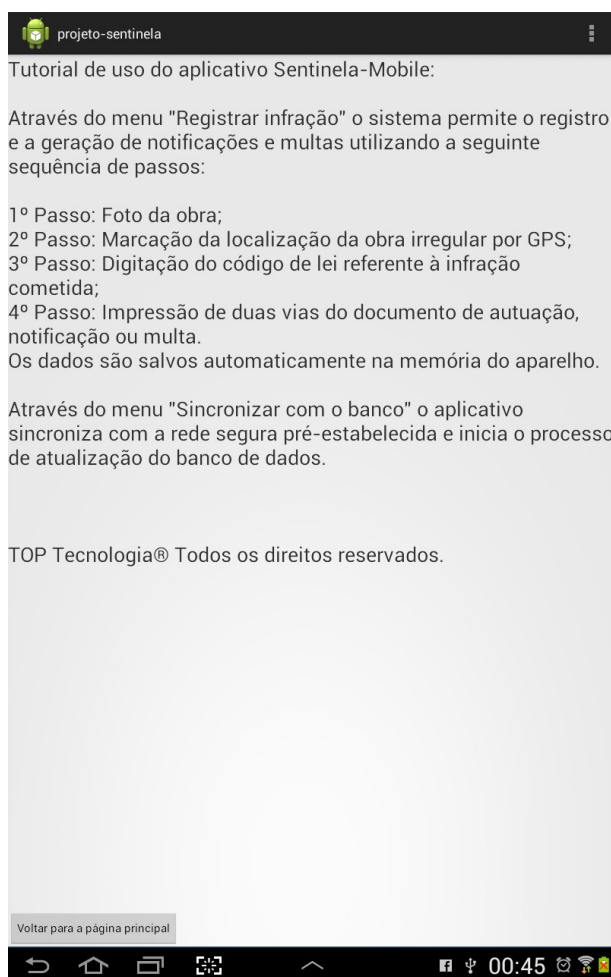 projeto-sentinela
Tutorial de uso do aplicativo Sentinela-Mobile:
Através do menu "Registrar infração" o sistema permite o registro
e a geração de notificações e multas utilizando a seguinte
sequência de passos:
1º Passo: Foto da obra;
2º Passo: Marcação da localização da obra irregular por GPS;
3º Passo: Digitação do código de lei referente à infração
cometida;
4º Passo: Impressão de duas vias do documento de autuação,
notificação ou multa.
Os dados são salvos automaticamente na memória do aparelho.
Através do menu "Sincronizar com o banco" o aplicativo
sincroniza com a rede segura pré-estabelecida e inicia o processo
de atualização do banco de dados.
TOP Tecnologia® Todos os direitos reservados.
Voltar para a página principal
00:45